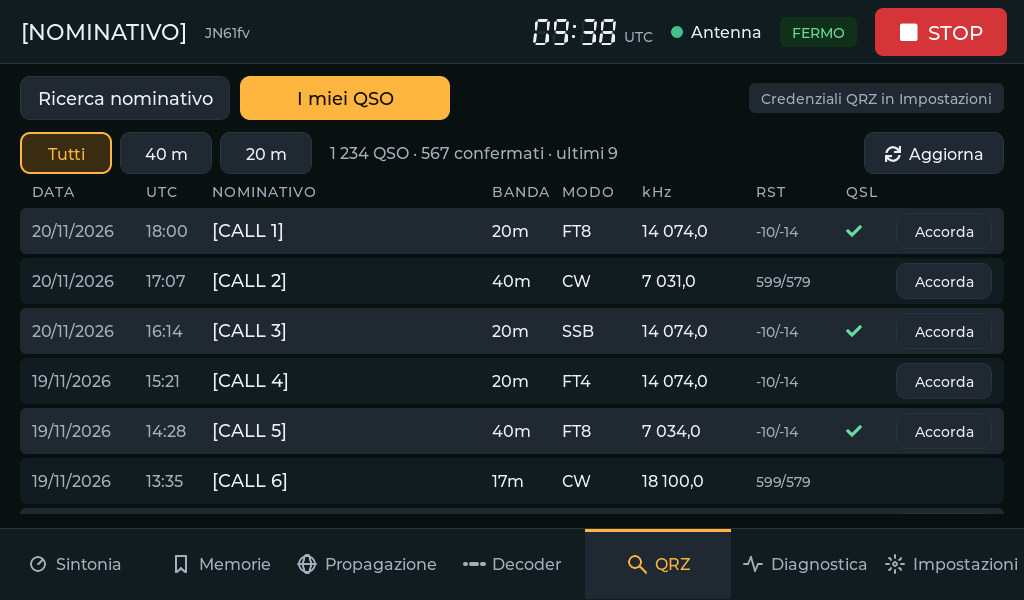 [NOMINATIVO] JN61fv 09:38 UTC Antenna FERMO STOP
Ricerca nominativo I miei QSO Credenziali QRZ in Impostazioni
Tutti 40 m 20 m 1 234 QSO · 567 confermati · ultimi 9 Aggiorna
DATA UTC NOMINATIVO BANDA MODO kHz RST QSL
20/11/2026 18:00 [CALL 1] 20m FT8 14 074,0 -10/-14 Accorda
20/11/2026 17:07 [CALL 2] 40m CW 7 031,0 599/579 Accorda
20/11/2026 16:14 [CALL 3] 20m SSB 14 074,0 -10/-14 Accorda
19/11/2026 15:21 [CALL 4] 20m FT4 14 074,0 -10/-14 Accorda
19/11/2026 14:28 [CALL 5] 40m FT8 7 034,0 -10/-14 Accorda
19/11/2026 13:35 [CALL 6] 17m CW 18 100,0 599/579
Sintonia Memorie Propagazione Decoder QRZ Diagnostica Impostazioni